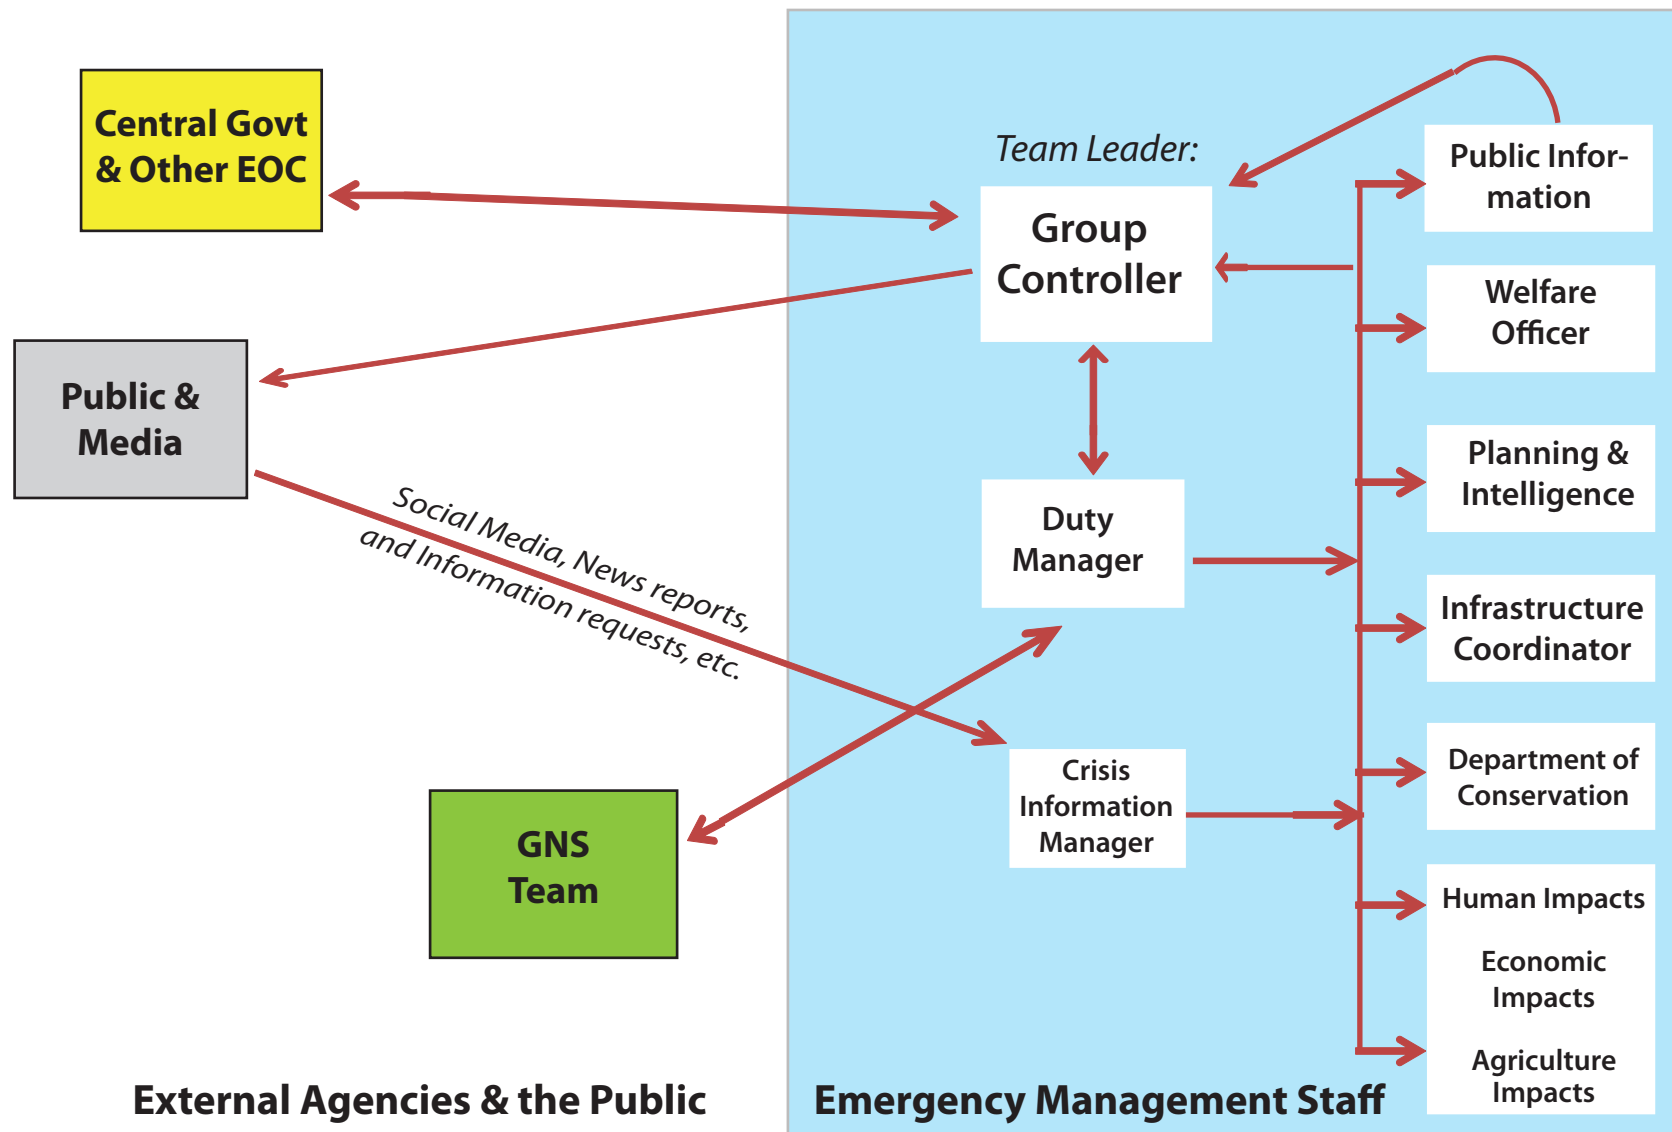 Central Govt
& Other EOC
Public &
Media
Social Media, News reports,
and Information requests, etc.
GNS
Team
External Agencies & the Public
Team Leader:
Group
Controller
Duty
Manager
Crisis
Information
Manager
Public Infor-
mation
Welfare
Officer
Planning &
Intelligence
Infrastructure
Coordinator
Department of
Conservation
Human Impacts
Economic
Impacts
Agriculture
Impacts
Emergency Management Staff